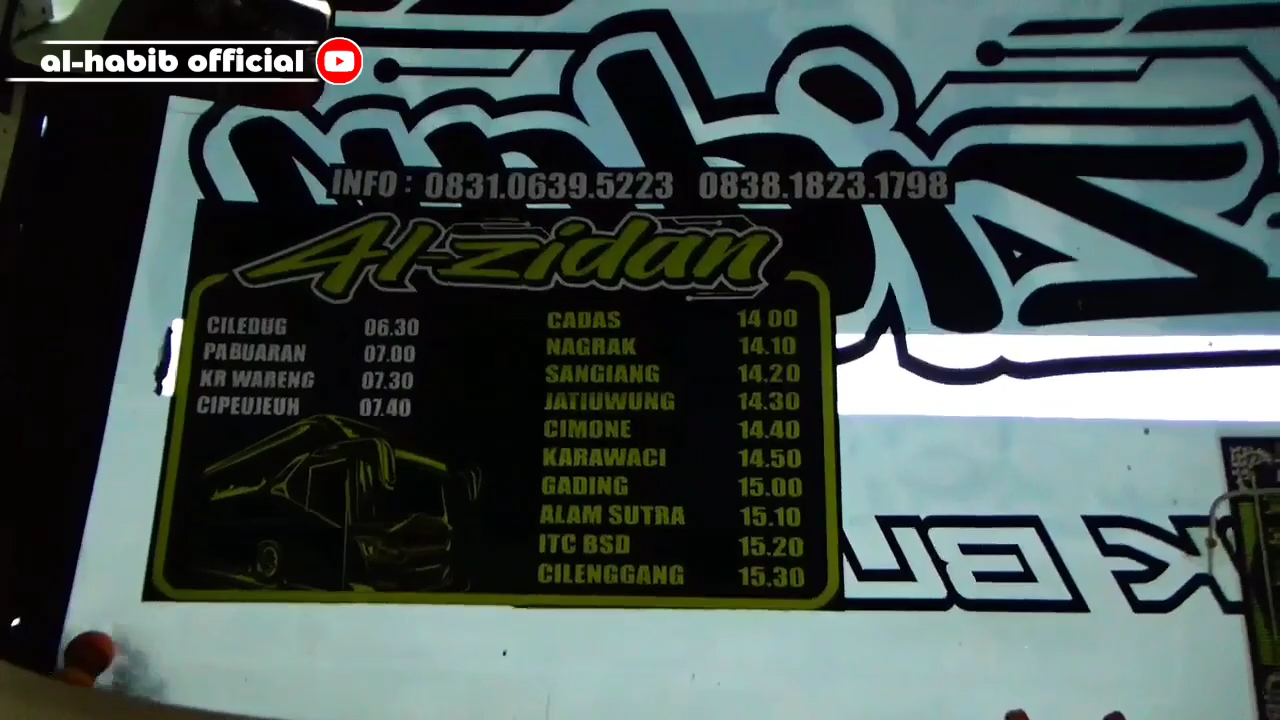 al-habib official
INFO : 0831.0639.5223 0838.1823.1798
Al-zidan
CILEDUG 06.30
PABUARAN 07.00
KR WARENG 07.30
CIPEUJEUH 07.40
CADAS 14 00
NAGRAK 14.10
SANGIANG 14.20
JATIUWUNG 14.30
CIMONE 14.40
KARAWACI 14.50
GADING 15.00
ALAM SUTRA 15.10
ITC BSD 15.20
CILENGGANG 15.30
Zidan